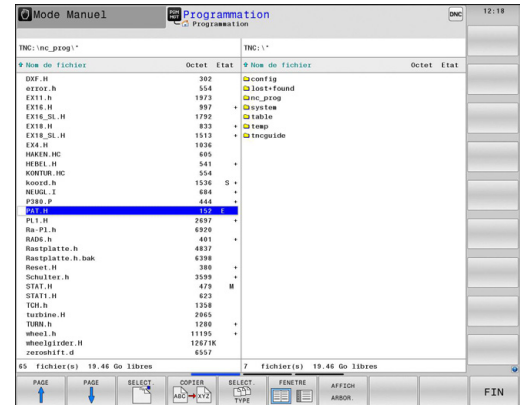 Mode Manuel
PGM MGT
Programmation
Programmation
DNC
12:18
TNC:\nc_prog\*
TNC:\*
Nom de fichier Octet Etat
Nom de fichier Octet Etat
DXF.H 302
error.h 554
EX11.h 1973
EX16.H 997 +
EX16_SL.H 1792
EX18.H 833 +
EX18_SL.H 1513 +
EX4.H 1036
HAKEN.HC 605
HEBEL.H 541 +
KONTUR.HC 554
koord.h 1536 S +
NEUGL.I 684 +
P380.P 444 +
PAT.H 152 E
PL1.H 2697 +
Ra-Pl.h 6920
RAD6.h 401 +
Rastplatte.h 4837
Rastplatte.h.bak 6398
Reset.H 380 +
Schulter.h 3599 +
STAT.H 479 M
STAT1.H 623
TCH.h 1358
turbine.H 2065
TURN.h 1280 +
wheel.h 11195 +
wheelgirder.H 12671K
zeroshift.d 6557
config
lost+found
nc_prog
system
table
temp
tncguide
65 fichier(s) 19.46 Go libres
7 fichier(s) 19.46 Go libres
PAGE
PAGE
SELECT.
COPIER
ABC XYZ
SELECT.
TYPE
FENETRE
AFFICH
ARBOR.
FIN